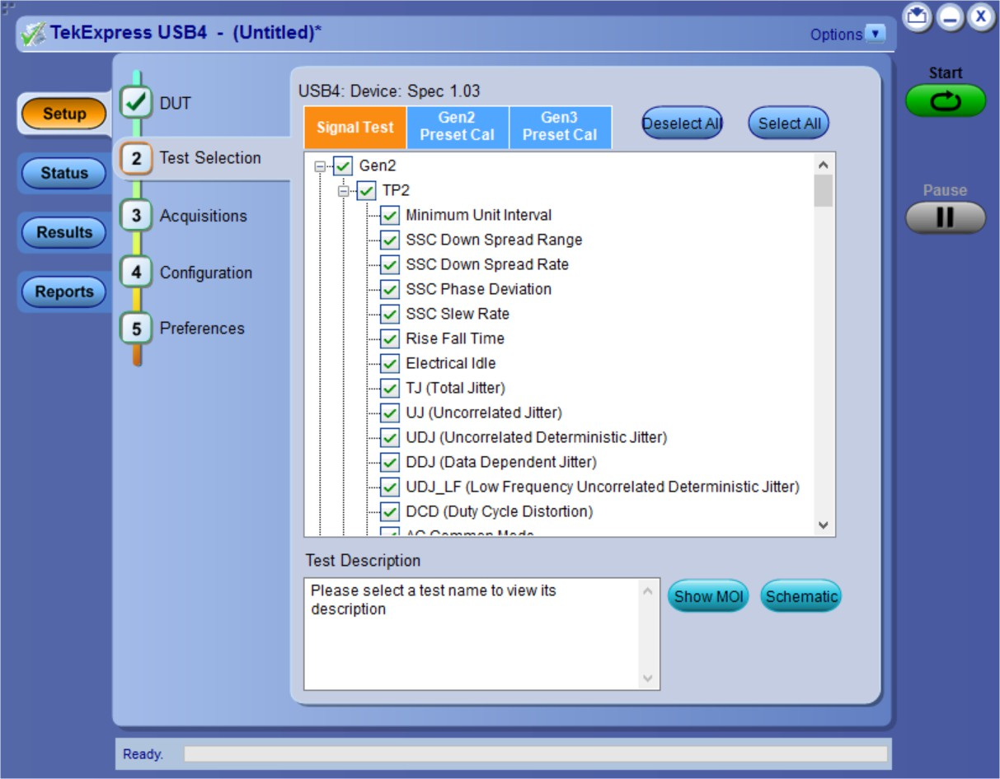 TekExpress USB4 - (Untitled)*
Options
Start
Pause
Setup
Status
Results
Reports
DUT
2 Test Selection
3 Acquisitions
4 Configuration
5 Preferences
USB4: Device: Spec 1.03
Signal Test
Gen2
Preset Cal
Gen3
Preset Cal
Deselect All
Select All
Gen2
TP2
Minimum Unit Interval
SSC Down Spread Range
SSC Down Spread Rate
SSC Phase Deviation
SSC Slew Rate
Rise Fall Time
Electrical Idle
TJ (Total Jitter)
UJ (Uncorrelated Jitter)
UDJ (Uncorrelated Deterministic Jitter)
DDJ (Data Dependent Jitter)
UDJ_LF (Low Frequency Uncorrelated Deterministic Jitter)
DCD (Duty Cycle Distortion)
AC Common Mode
Test Description
Please select a test name to view its
description
Show MOI
Schematic
Ready.